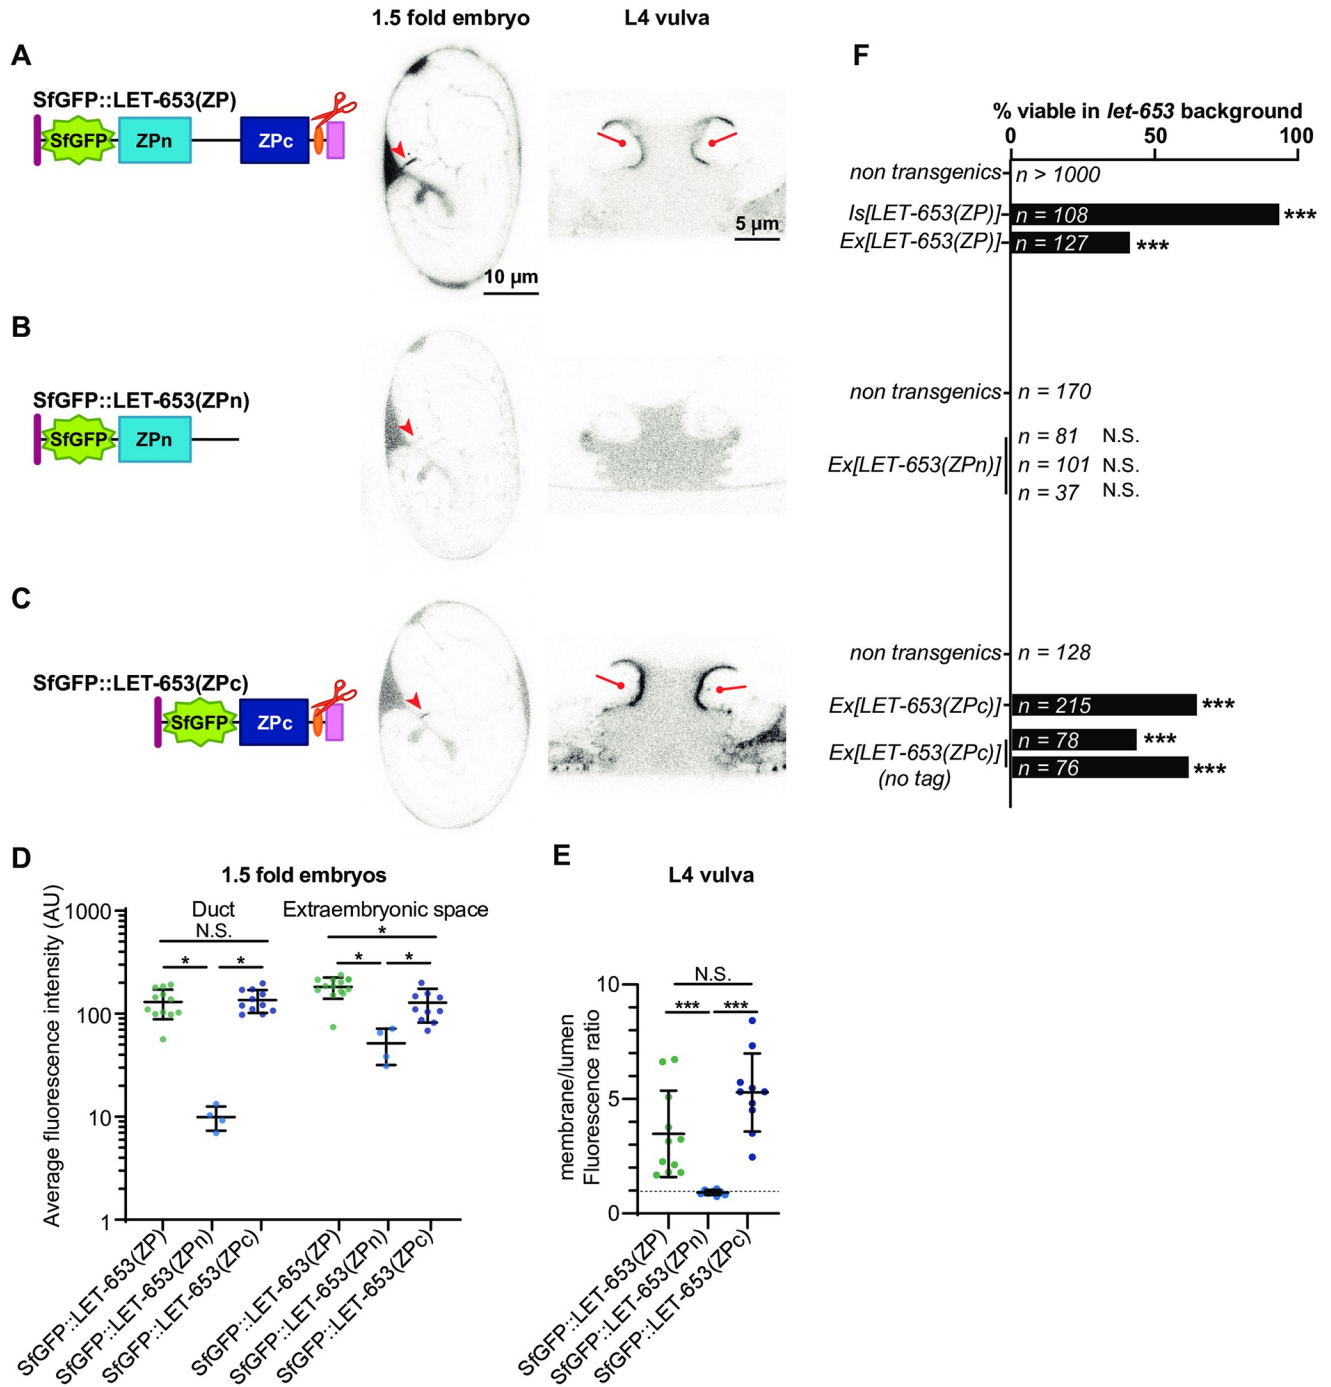 1.5 fold embryo
L4 vulva
A
SfGFP::LET-653(ZP)
SfGFP
ZPn
ZPc
5 µm
10 µm
B
SfGFP::LET-653(ZPn)
SfGFP
ZPn
C
SfGFP::LET-653(ZPc)
SfGFP
ZPc
F
% viable in let-653 background
0 50 100
non transgenics n > 1000
Is[LET-653(ZP)] n = 108 ***
Ex[LET-653(ZP)] n = 127 ***
non transgenics n = 170
n = 81 N.S.
Ex[LET-653(ZPn)] n = 101 N.S.
n = 37 N.S.
non transgenics n = 128
Ex[LET-653(ZPc)] n = 215 ***
Ex[LET-653(ZPc)] n = 78 ***
(no tag) n = 76 ***
D
1.5 fold embryos
Average fluorescence intensity (AU)
Duct
Extraembryonic space
N.S.
*
* *
* *
1000
100
10
1
SfGFP::LET-653(ZP)
SfGFP::LET-653(ZPn)
SfGFP::LET-653(ZPc)
SfGFP::LET-653(ZP)
SfGFP::LET-653(ZPn)
SfGFP::LET-653(ZPc)
E
L4 vulva
membrane/lumen
Fluorescence ratio
N.S.
*** ***
10
5
0
SfGFP::LET-653(ZP)
SfGFP::LET-653(ZPn)
SfGFP::LET-653(ZPc)